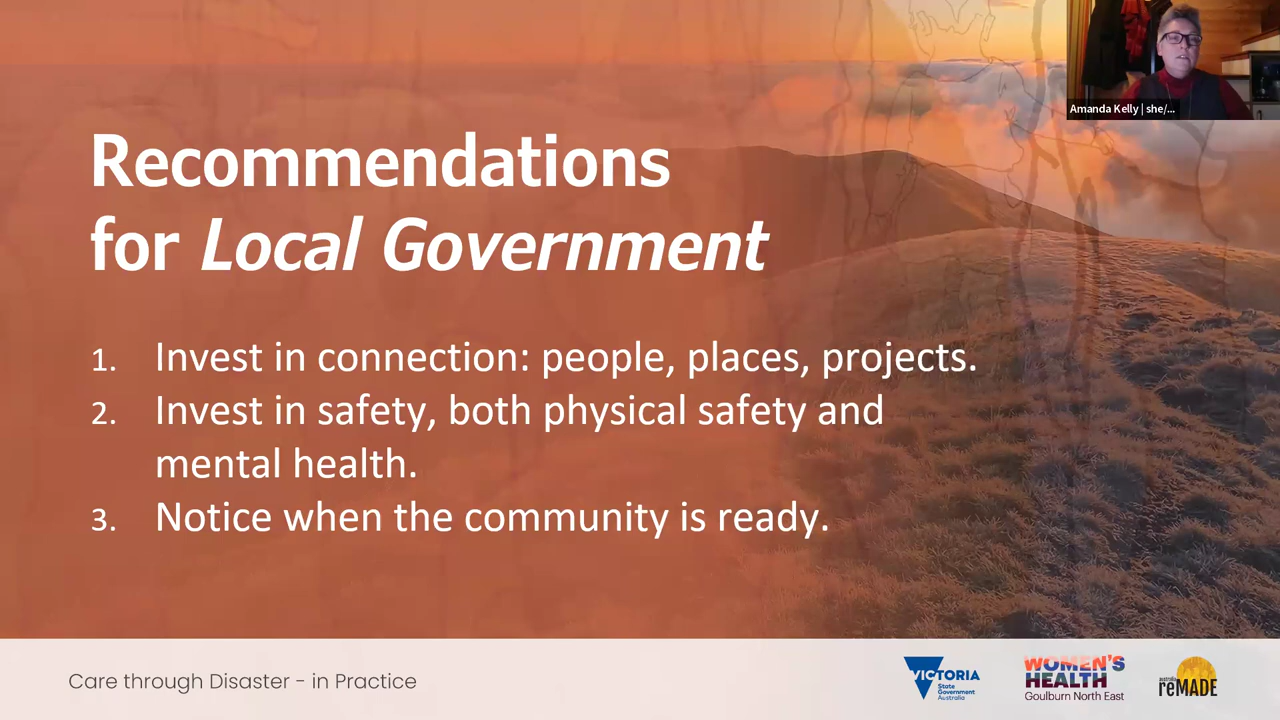 Amanda Kelly | she/...
Recommendations
for Local Government
1. Invest in connection: people, places, projects.
2. Invest in safety, both physical safety and
mental health.
3. Notice when the community is ready.
Care through Disaster - in Practice
VICTORIA
State
Government
Australia
WOMEN'S
HEALTH
Goulburn North East
australia
reMADE